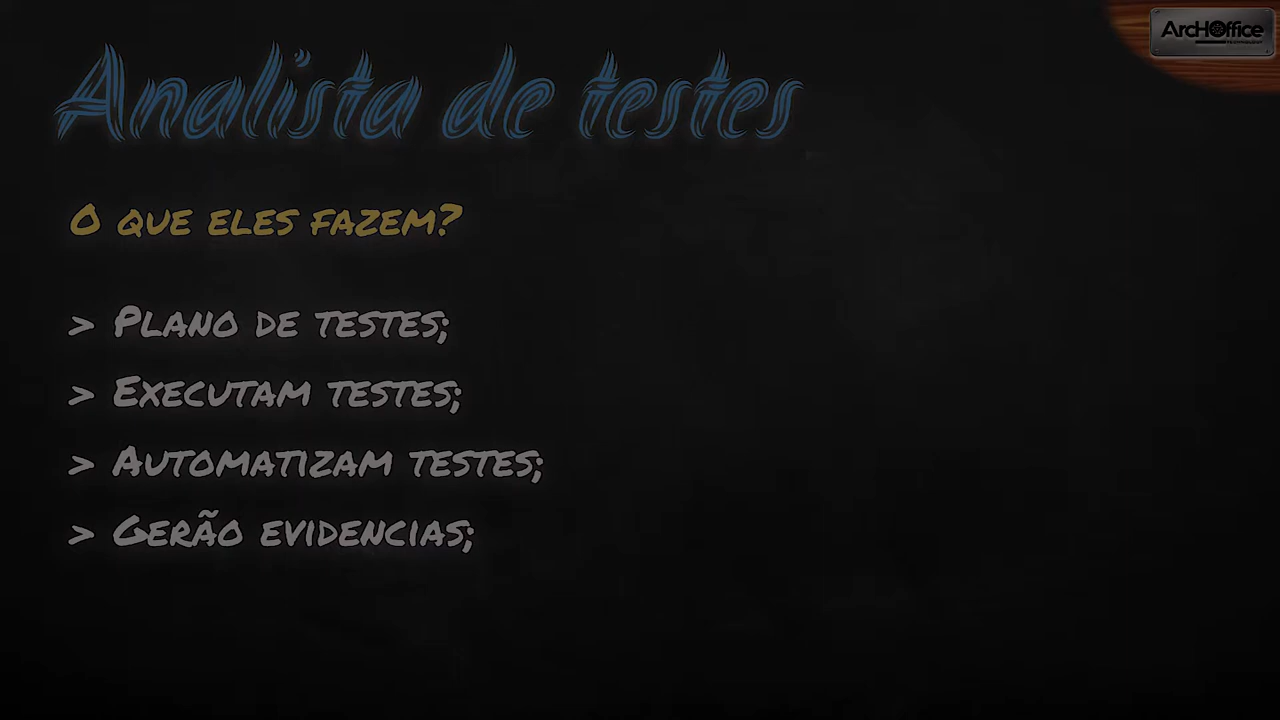 ArcHOffice
Analista de testes
O que eles fazem?
> Plano de testes;
> Executam testes;
> Automatizam testes;
> Gerão evidencias;